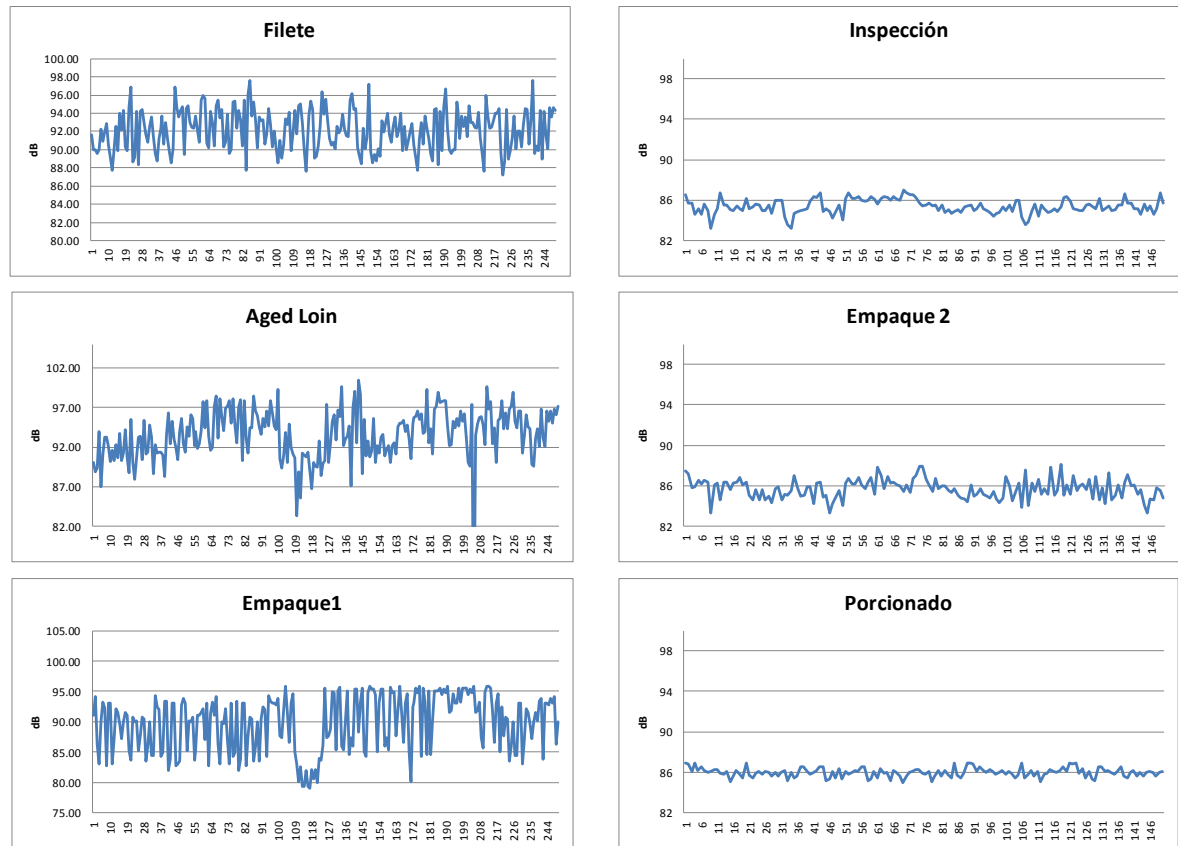 Filete
100.00
98.00
96.00
94.00
92.00
90.00
88.00
86.00
84.00
82.00
80.00
dB
1 10 19 28 37 46 55 64 73 82 91 100 109 118 127 136 145 154 163 172 181 190 199 208 217 226 235 244
Inspección
98
94
90
86
82
dB
1 6 11 16 21 26 31 36 41 46 51 56 61 66 71 76 81 86 91 96 101 106 111 116 121 126 131 136 141 146
Aged Loin
102.00
97.00
92.00
87.00
82.00
dB
1 10 19 28 37 46 55 64 73 82 91 100 109 118 127 136 145 154 163 172 181 190 199 208 217 226 235 244
Empaque 2
98
94
90
86
82
dB
1 6 11 16 21 26 31 36 41 46 51 56 61 66 71 76 81 86 91 96 101 106 111 116 121 126 131 136 141 146
Empaque1
105.00
100.00
95.00
90.00
85.00
80.00
75.00
dB
1 10 19 28 37 46 55 64 73 82 91 100 109 118 127 136 145 154 163 172 181 190 199 208 217 226 235 244
Porcionado
98
94
90
86
82
dB
1 6 11 16 21 26 31 36 41 46 51 56 61 66 71 76 81 86 91 96 101 106 111 116 121 126 131 136 141 146